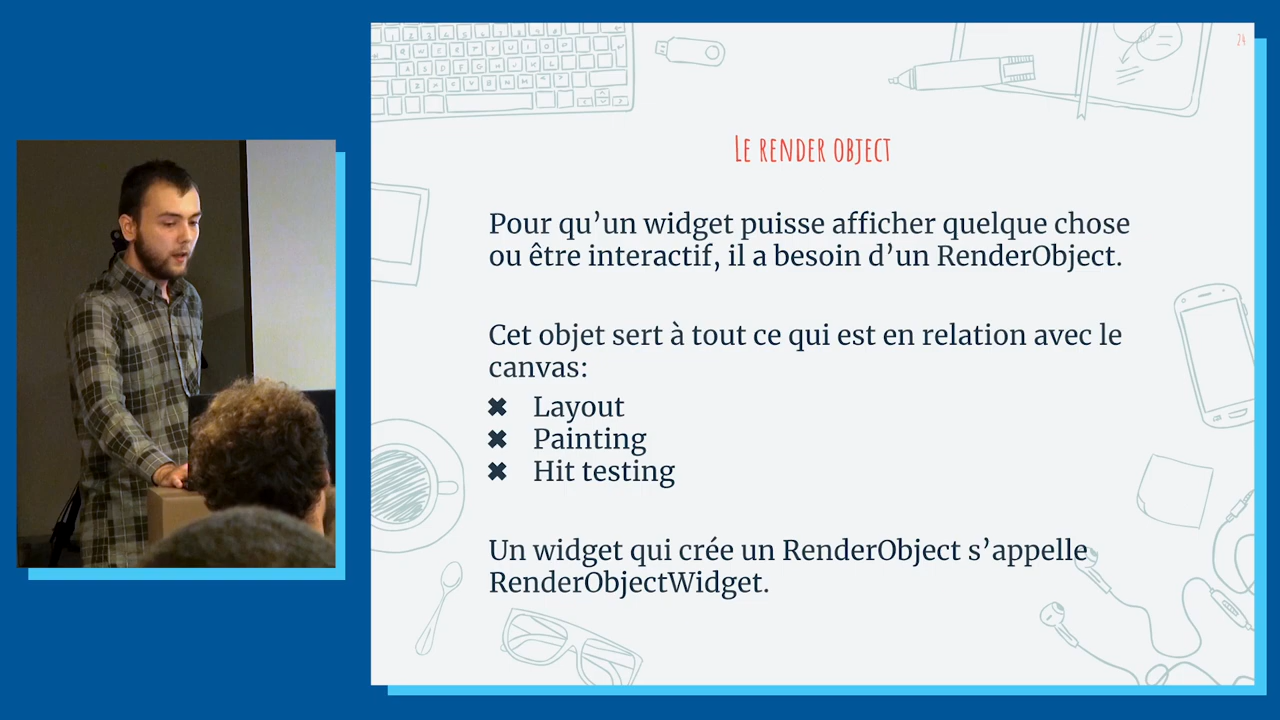 24
Le render object
Pour qu’un widget puisse afficher quelque chose
ou être interactif, il a besoin d’un RenderObject.
Cet objet sert à tout ce qui est en relation avec le
canvas:
✖ Layout
✖ Painting
✖ Hit testing
Un widget qui crée un RenderObject s’appelle
RenderObjectWidget.